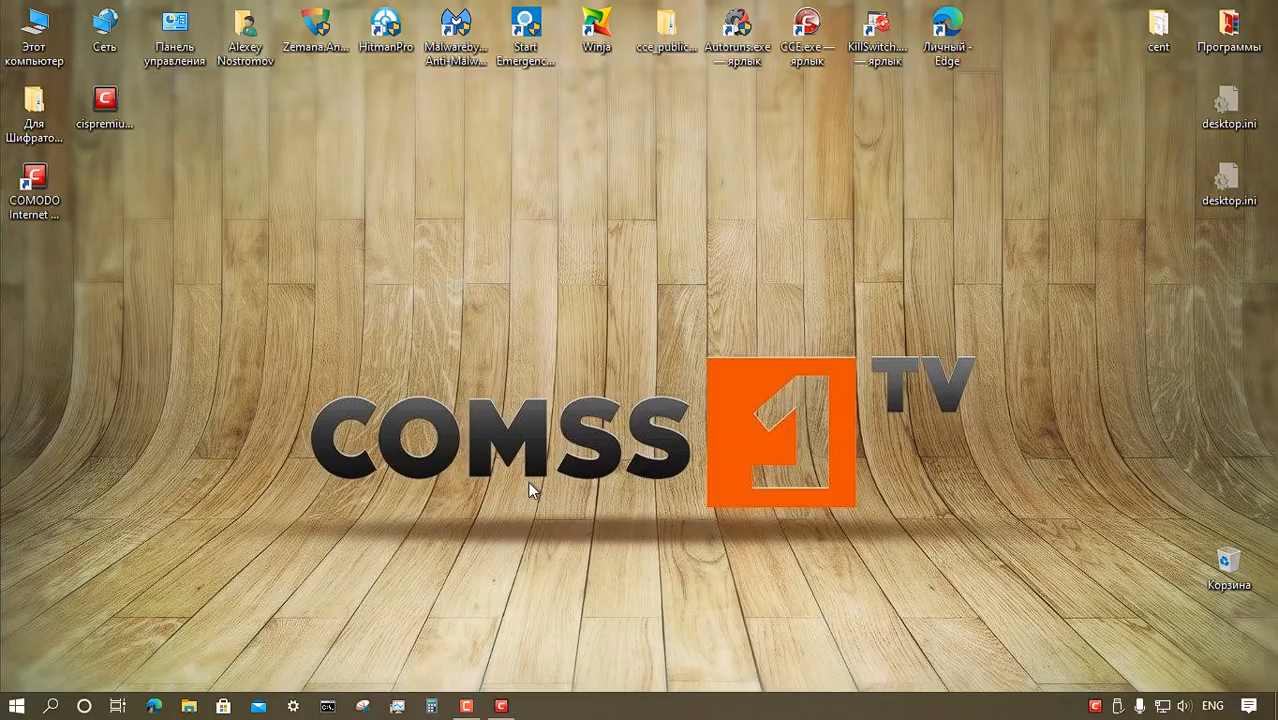 Этот
компьютер
Сеть
Панель
управления
Alexey
Nostromov
Zemana.An...
HitmanPro
Malwareby...
Anti-Malw...
Start
Emergenc...
Winja
cce_public...
Autoruns.exe
— ярлык
CCE.exe —
ярлык
KillSwitch....
— ярлык
Личный -
Edge
cent
Программы
Для
Шифрато...
cispremiu...
desktop.ini
COMODO
Internet ...
desktop.ini
COMSS 1 TV
Корзина
ENG